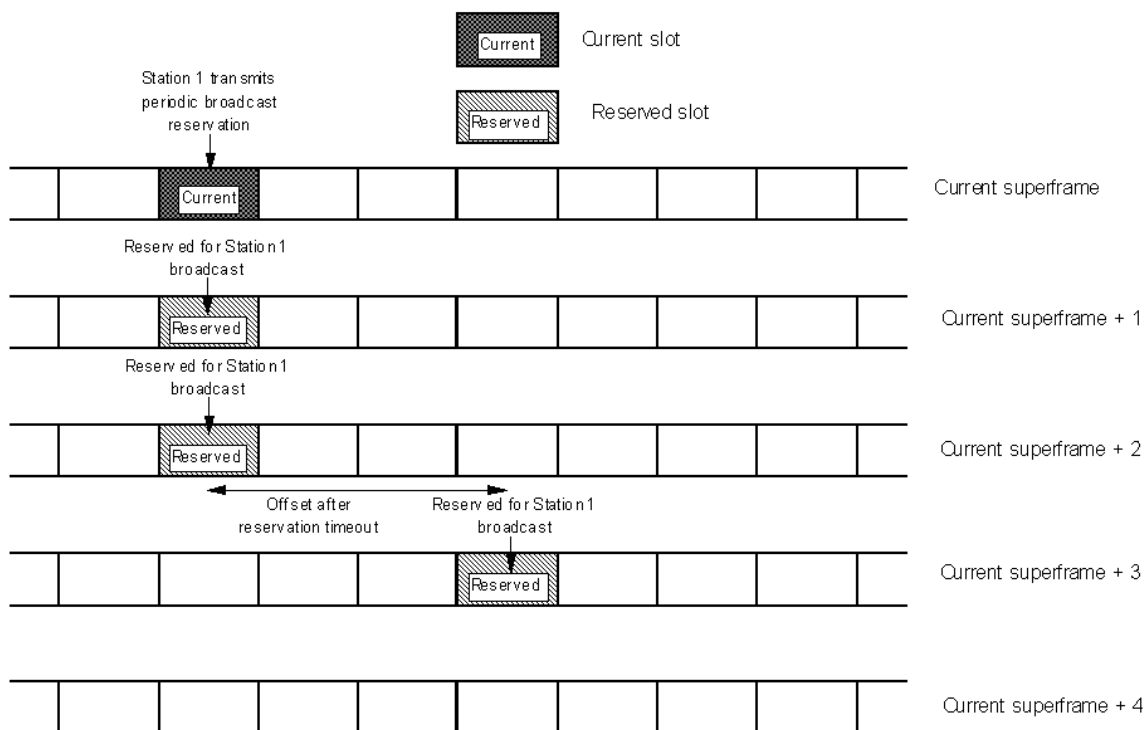 Current
Current slot
Station 1 transmits
periodic broadcast
reservation
Reserved
Reserved slot
Current
Current superframe
Reserved for Station 1
broadcast
Reserved
Current superframe + 1
Reserved for Station 1
broadcast
Reserved
Current superframe + 2
Offset after
reservation timeout
Reserved for Station 1
broadcast
Reserved
Current superframe + 3
Current superframe + 4